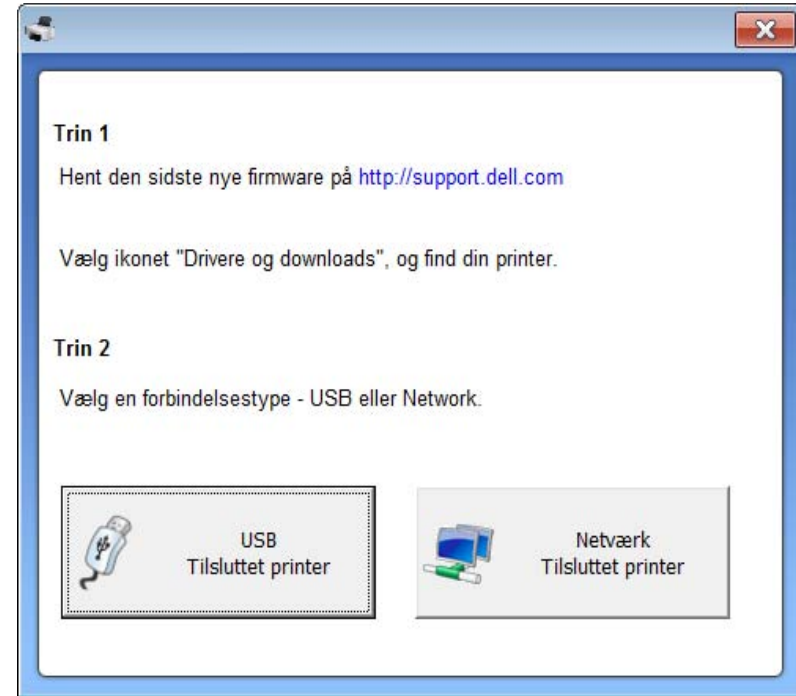 Trin 1
Hent den sidste nye firmware på http://support.dell.com
Vælg ikonet "Drivere og downloads", og find din printer.
Trin 2
Vælg en forbindelsestype - USB eller Network.
USB
Tilsluttet printer
Netværk
Tilsluttet printer